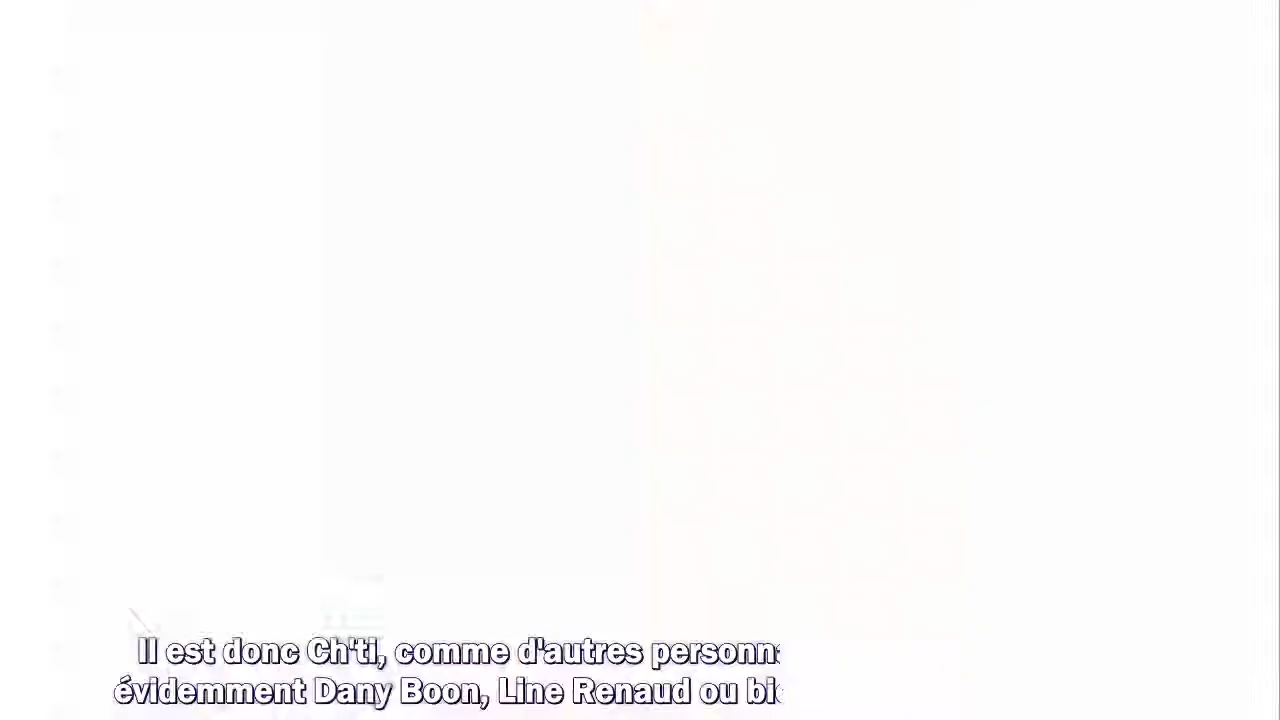 Il est donc Ch'ti, comme d'autres
évidemment Dany Boon, Line Renaud ou